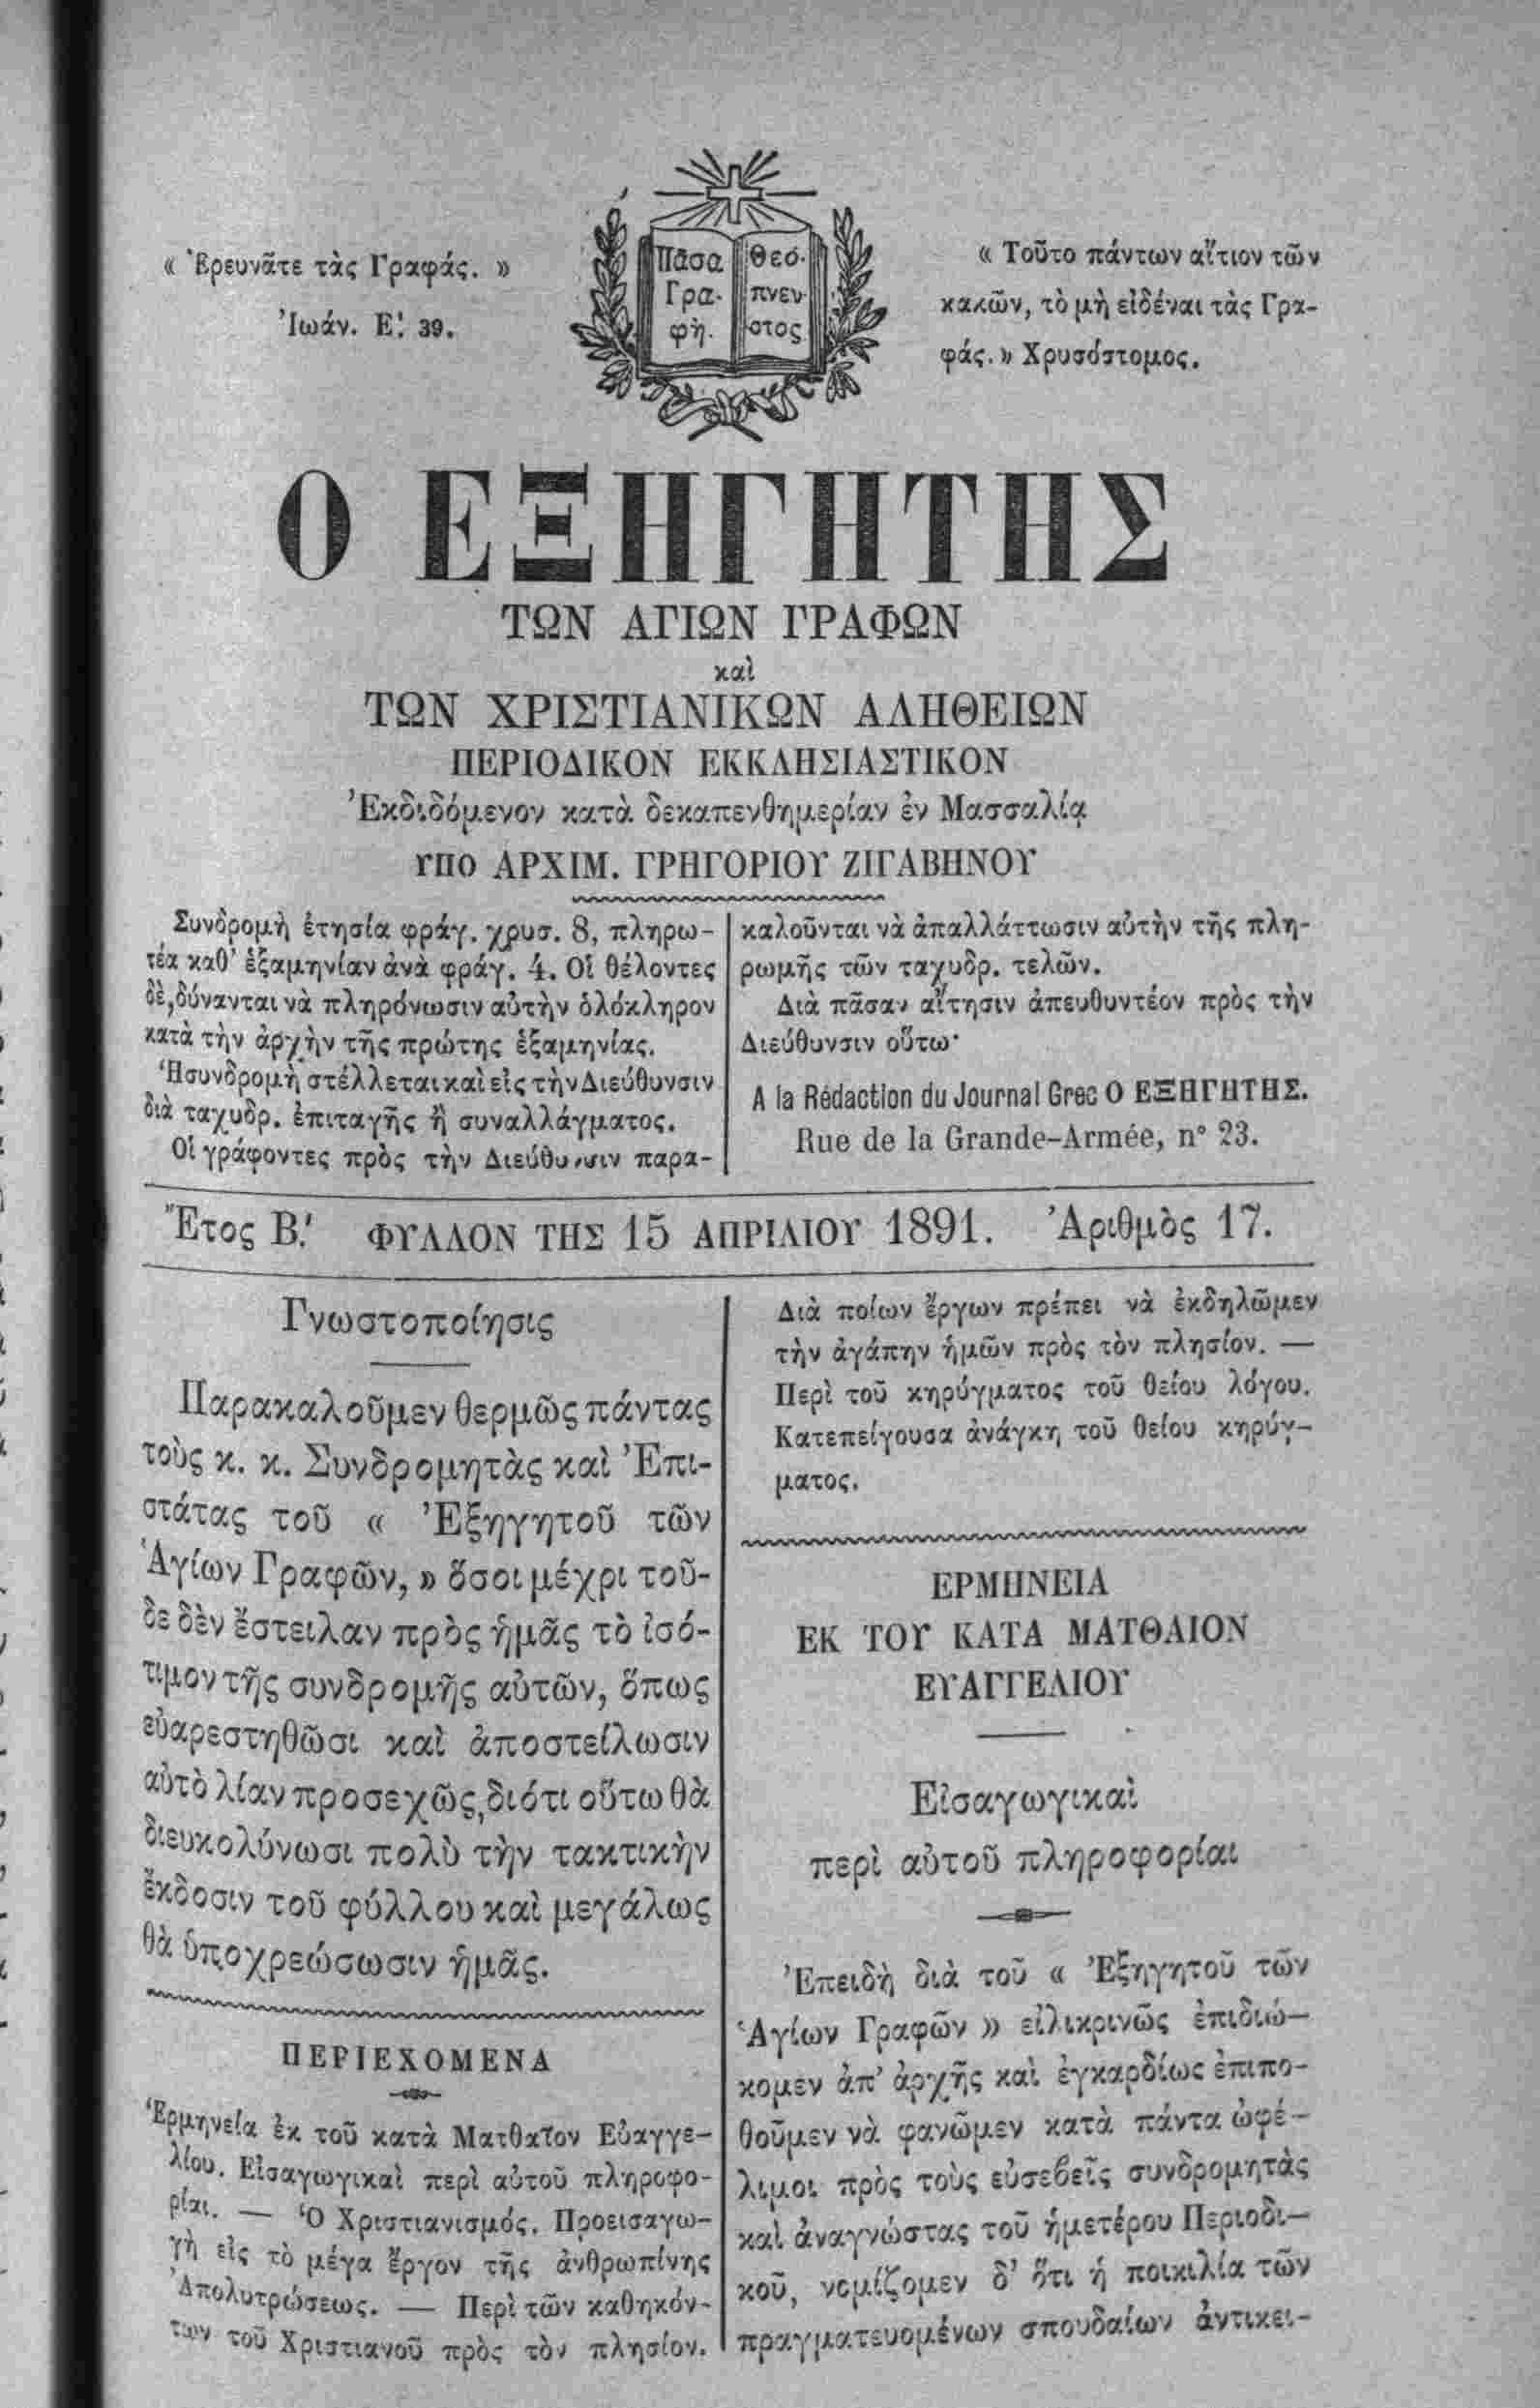 « Ἐρευνᾶτε τὰς Γραφάς. »
Ἰωάν. Ε΄. 39.
Πᾶσα
Γρα-
φὴ.
Θεό-
πνευ-
στος
« Τοῦτο πάντων αἴτιον τῶν
κακῶν, τὸ μὴ εἰδέναι τὰς Γρα-
φάς. » Χρυσόστομος.
Ο ΕΞΗΓΗΤΗΣ
ΤΩΝ ΑΓΙΩΝ ΓΡΑΦΩΝ
καὶ
ΤΩΝ ΧΡΙΣΤΙΑΝΙΚΩΝ ΑΛΗΘΕΙΩΝ
ΠΕΡΙΟΔΙΚΟΝ ΕΚΚΛΗΣΙΑΣΤΙΚΟΝ
Ἐκδιδόμενον κατὰ δεκαπενθημερίαν ἐν Μασσαλίᾳ
ΥΠΟ ΑΡΧΙΜ. ΓΡΗΓΟΡΙΟΥ ΖΙΓΑΒΗΝΟΥ
Συνδρομὴ ἐτησία φράγ. χρυσ. 8, πληρω-
τέα καθ' ἑξαμηνίαν ἀνὰ φράγ. 4. Οἱ θέλοντες
δὲ, δύνανται νὰ πληρόνωσιν αὐτὴν ὁλόκληρον
κατὰ τὴν ἀρχὴν τῆς πρώτης ἑξαμηνίας.
Ἡ συνδρομὴ στέλλεται καὶ εἰς τὴν Διεύθυνσιν
διὰ ταχυδρ. ἐπιταγῆς ἢ συναλλάγματος.
Οἱ γράφοντες πρὸς τὴν Διεύθυνσιν παρα-
καλοῦνται νὰ ἀπαλλάττωσιν αὐτὴν τῆς πλη-
ρωμῆς τῶν ταχυδρ. τελῶν.
Διὰ πᾶσαν αἴτησιν ἀπευθυντέον πρὸς τὴν
Διεύθυνσιν οὕτω·
A la Rédaction du Journal Grec Ο ΕΞΗΓΗΤΗΣ.
Rue de la Grande-Armée, n° 23.
Ἔτος Β΄. ΦΥΛΛΟΝ ΤΗΣ 15 ΑΠΡΙΛΙΟΥ 1891. Ἀριθμὸς 17.
Γνωστοποίησις
Παρακαλοῦμεν θερμῶς πάντας
τοὺς κ. κ. Συνδρομητὰς καὶ Ἐπι-
στάτας τοῦ « Ἐξηγητοῦ τῶν
Ἁγίων Γραφῶν, » ὅσοι μέχρι τοῦ-
δε δὲν ἔστειλαν πρὸς ἡμᾶς τὸ ἰσό-
τιμον τῆς συνδρομῆς αὐτῶν, ὅπως
εὐαρεστηθῶσι καὶ ἀποστείλωσιν
αὐτὸ λίαν προσεχῶς, διότι οὕτω θὰ
διευκολύνωσι πολὺ τὴν τακτικὴν
ἔκδοσιν τοῦ φύλλου καὶ μεγάλως
θὰ ὑποχρεώσωσιν ἡμᾶς.
ΠΕΡΙΕΧΟΜΕΝΑ
Ἑρμηνεία ἐκ τοῦ κατὰ Ματθαῖον Εὐαγγε-
λίου. Εἰσαγωγικαὶ περὶ αὐτοῦ πληροφο-
ρίαι. — Ὁ Χριστιανισμός. Προεισαγω-
γὴ εἰς τὸ μέγα ἔργον τῆς ἀνθρωπίνης
Ἀπολυτρώσεως. — Περὶ τῶν καθηκόν-
των τοῦ Χριστιανοῦ πρὸς τὸν πλησίον.
Διὰ ποίων ἔργων πρέπει νὰ ἐκδηλῶμεν
τὴν ἀγάπην ἡμῶν πρὸς τὸν πλησίον. —
Περὶ τοῦ κηρύγματος τοῦ θείου λόγου.
Κατεπείγουσα ἀνάγκη τοῦ θείου κηρύγ-
ματος.
ΕΡΜΗΝΕΙΑ
ΕΚ ΤΟΥ ΚΑΤΑ ΜΑΤΘΑΙΟΝ
ΕΥΑΓΓΕΛΙΟΥ
Εἰσαγωγικαὶ
περὶ αὐτοῦ πληροφορίαι
Ἐπειδὴ διὰ τοῦ « Ἐξηγητοῦ τῶν
Ἁγίων Γραφῶν » εἰλικρινῶς ἐπιδιώ-
κομεν ἀπ' ἀρχῆς καὶ ἐγκαρδίως ἐπιπο-
θοῦμεν νὰ φανῶμεν κατὰ πάντα ὠφέ-
λιμοι πρὸς τοὺς εὐσεβεῖς συνδρομητὰς
καὶ ἀναγνώστας τοῦ ἡμετέρου Περιοδι-
κοῦ, νομίζομεν δ' ὅτι ἡ ποικιλία τῶν
πραγματευομένων σπουδαίων ἀντικει-